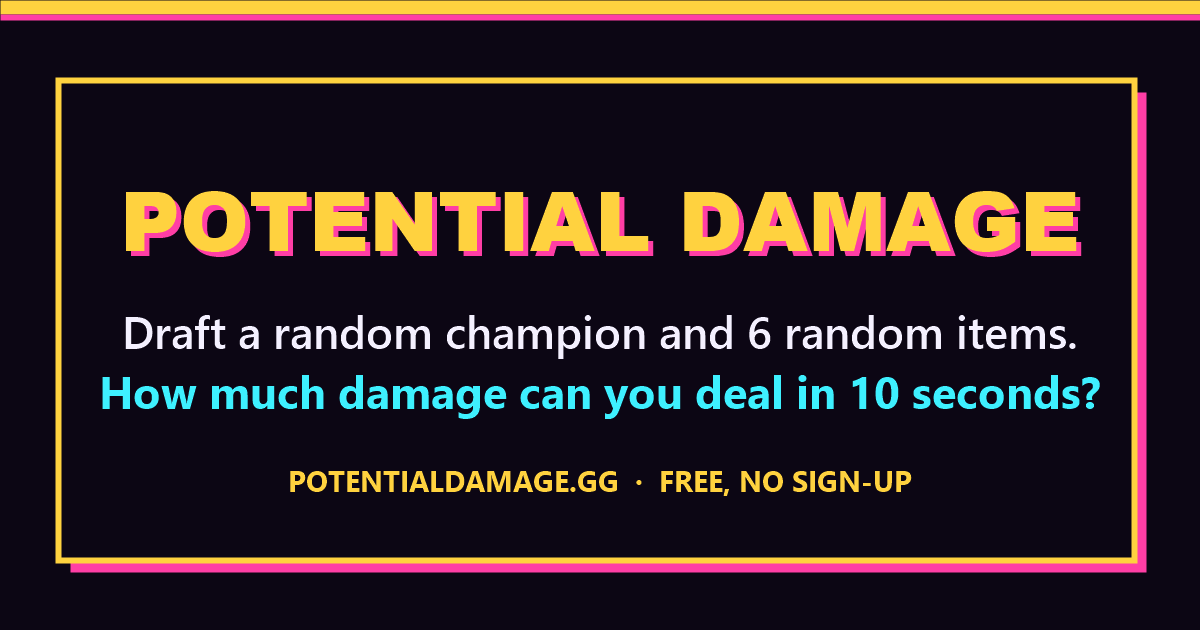 POTENTIAL DAMAGE
Draft a random champion and 6 random items.
How much damage can you deal in 10 seconds?
POTENTIALDAMAGE.GG · FREE, NO SIGN-UP